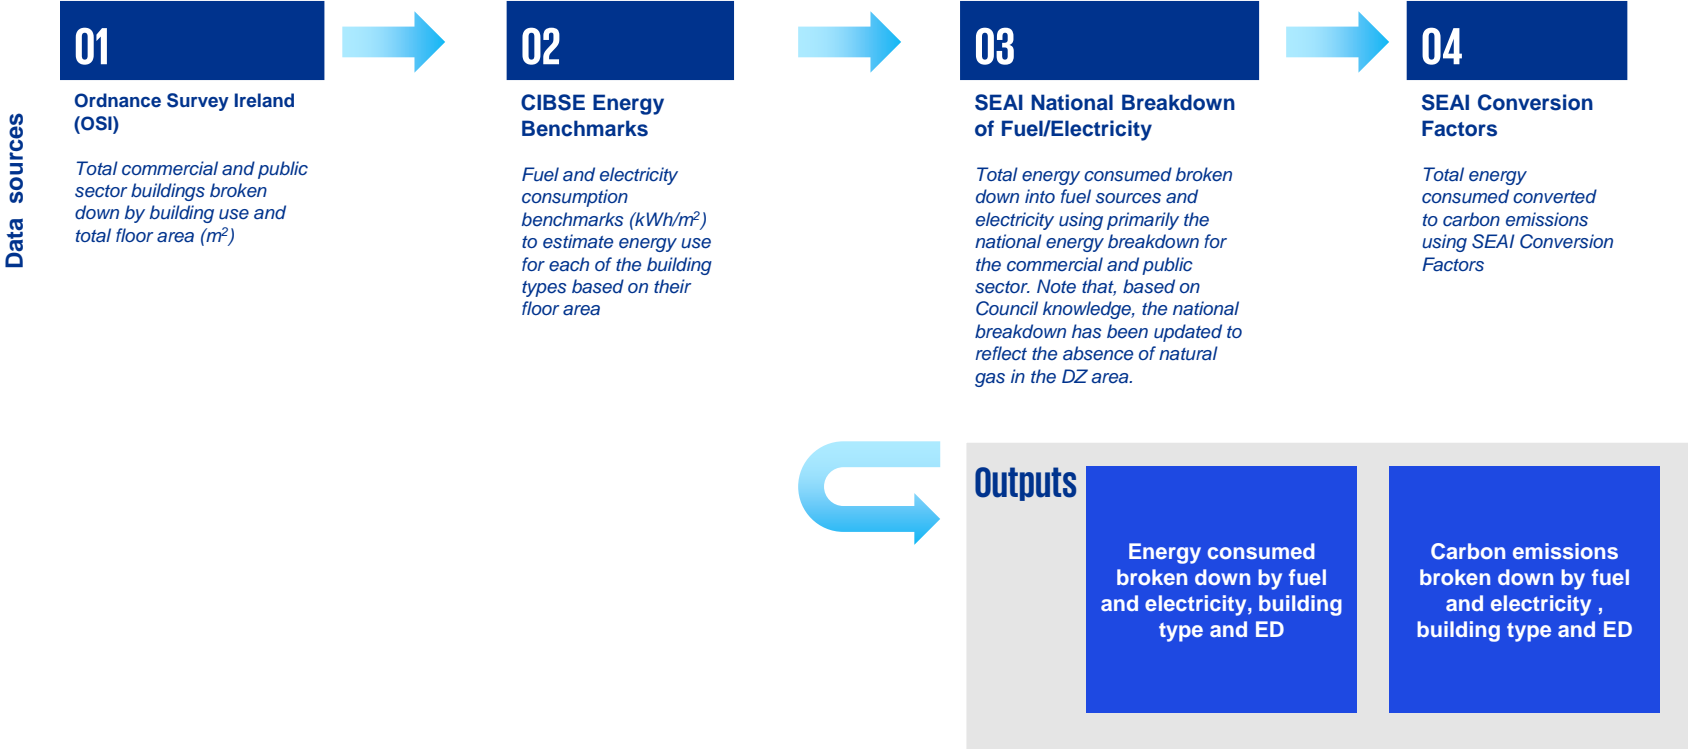 Data sources
01
Ordnance Survey Ireland
(OSI)
Total commercial and public
sector buildings broken
down by building use and
total floor area (m²)
02
CIBSE Energy
Benchmarks
Fuel and electricity
consumption
benchmarks (kWh/m²)
to estimate energy use
for each of the building
types based on their
floor area
03
SEAI National Breakdown
of Fuel/Electricity
Total energy consumed broken
down into fuel sources and
electricity using primarily the
national energy breakdown for
the commercial and public
sector. Note that, based on
Council knowledge, the national
breakdown has been updated to
reflect the absence of natural
gas in the DZ area.
04
SEAI Conversion
Factors
Total energy
consumed converted
to carbon emissions
using SEAI Conversion
Factors
Outputs
Energy consumed
broken down by fuel
and electricity, building
type and ED
Carbon emissions
broken down by fuel
and electricity ,
building type and ED